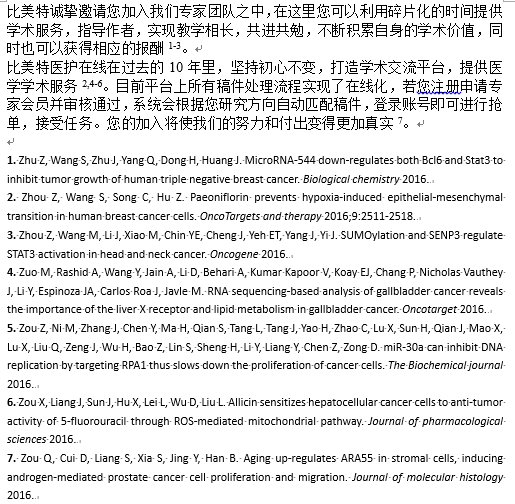 比美特诚挚邀请您加入我们专家团队之中,在这里您可以利用碎片化的时间提供
学术服务,指导作者,实现教学相长,共进共勉,不断积累自身的学术价值,同
时也可以获得相应的报酬 1-3。
比美特医护在线在过去的 10 年里,坚持初心不变,打造学术交流平台,提供医
学学术服务 2,4-6。目前平台上所有稿件处理流程实现了在线化,若您注册申请专
家会员并审核通过,系统会根据您研究方向自动匹配稿件,登录账号即可进行抢
单,接受任务。您的加入将使我们的努力和付出变得更加真实 7。
1. Zhu Z, Wang S, Zhu J, Yang Q, Dong H, Huang J. MicroRNA-544 down-regulates both Bcl6 and Stat3 to
inhibit tumor growth of human triple negative breast cancer. Biological chemistry 2016.
2. Zhou Z, Wang S, Song C, Hu Z. Paeoniflorin prevents hypoxia-induced epithelial-mesenchymal
transition in human breast cancer cells. OncoTargets and therapy 2016;9:2511-2518.
3. Zhou Z, Wang M, Li J, Xiao M, Chin YE, Cheng J, Yeh ET, Yang J, Yi J. SUMOylation and SENP3 regulate
STAT3 activation in head and neck cancer. Oncogene 2016.
4. Zuo M, Rashid A, Wang Y, Jain A, Li D, Behari A, Kumar Kapoor V, Koay EJ, Chang P, Nicholas Vauthey
J, Li Y, Espinoza JA, Carlos Roa J, Javle M. RNA sequencing-based analysis of gallbladder cancer reveals
the importance of the liver X receptor and lipid metabolism in gallbladder cancer. Oncotarget 2016.
5. Zou Z, Ni M, Zhang J, Chen Y, Ma H, Qian S, Tang L, Tang J, Yao H, Zhao C, Lu X, Sun H, Qian J, Mao X,
Lu X, Liu Q, Zeng J, Wu H, Bao Z, Lin S, Sheng H, Li Y, Liang Y, Chen Z, Zong D. miR-30a can inhibit DNA
replication by targeting RPA1 thus slows down the proliferation of cancer cells. The Biochemical journal
2016.
6. Zou X, Liang J, Sun J, Hu X, Lei L, Wu D, Liu L. Allicin sensitizes hepatocellular cancer cells to anti-tumor
activity of 5-fluorouracil through ROS-mediated mitochondrial pathway. Journal of pharmacological
sciences 2016.
7. Zou Q, Cui D, Liang S, Xia S, Jing Y, Han B. Aging up-regulates ARA55 in stromal cells, inducing
androgen-mediated prostate cancer cell proliferation and migration. Journal of molecular histology
2016.